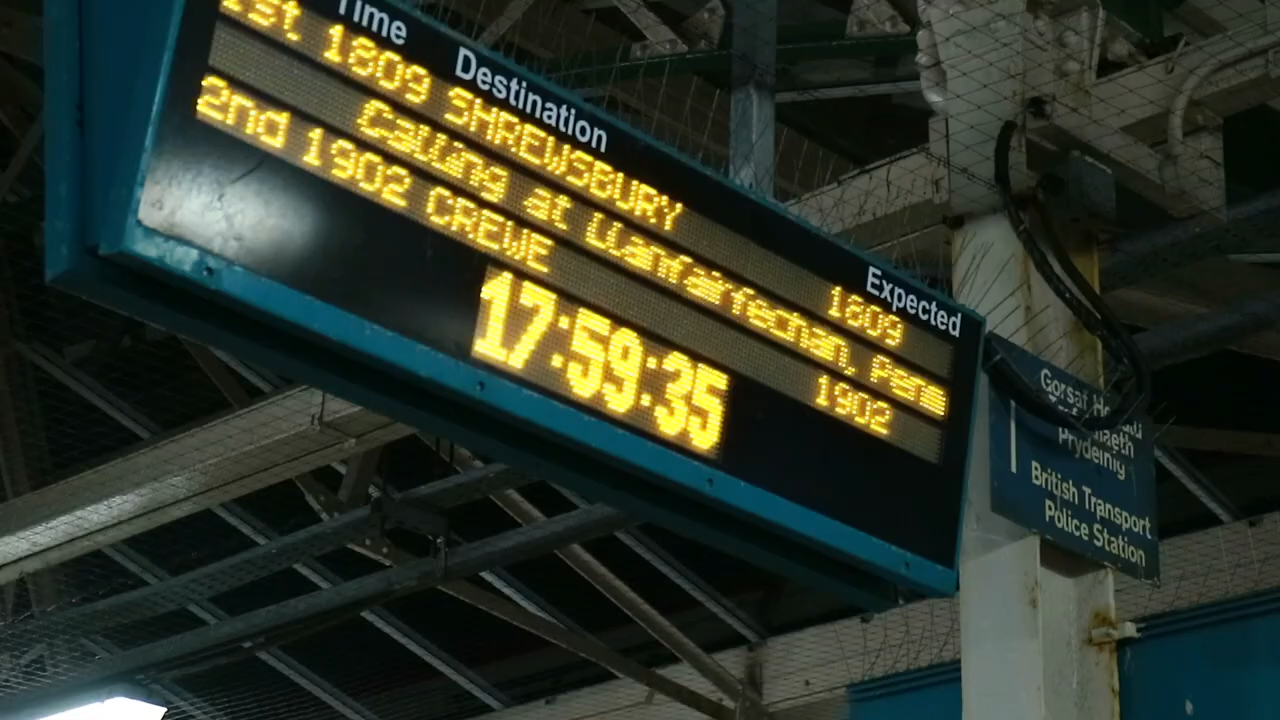 Time Destination Expected
1st 1809 SHREWSBURY 1809
Calling at Llanfairfechan, Penm
2nd 1902 CREWE 1902
17:59:35
Gorsaf
Prydeinig
British Transport
Police Station